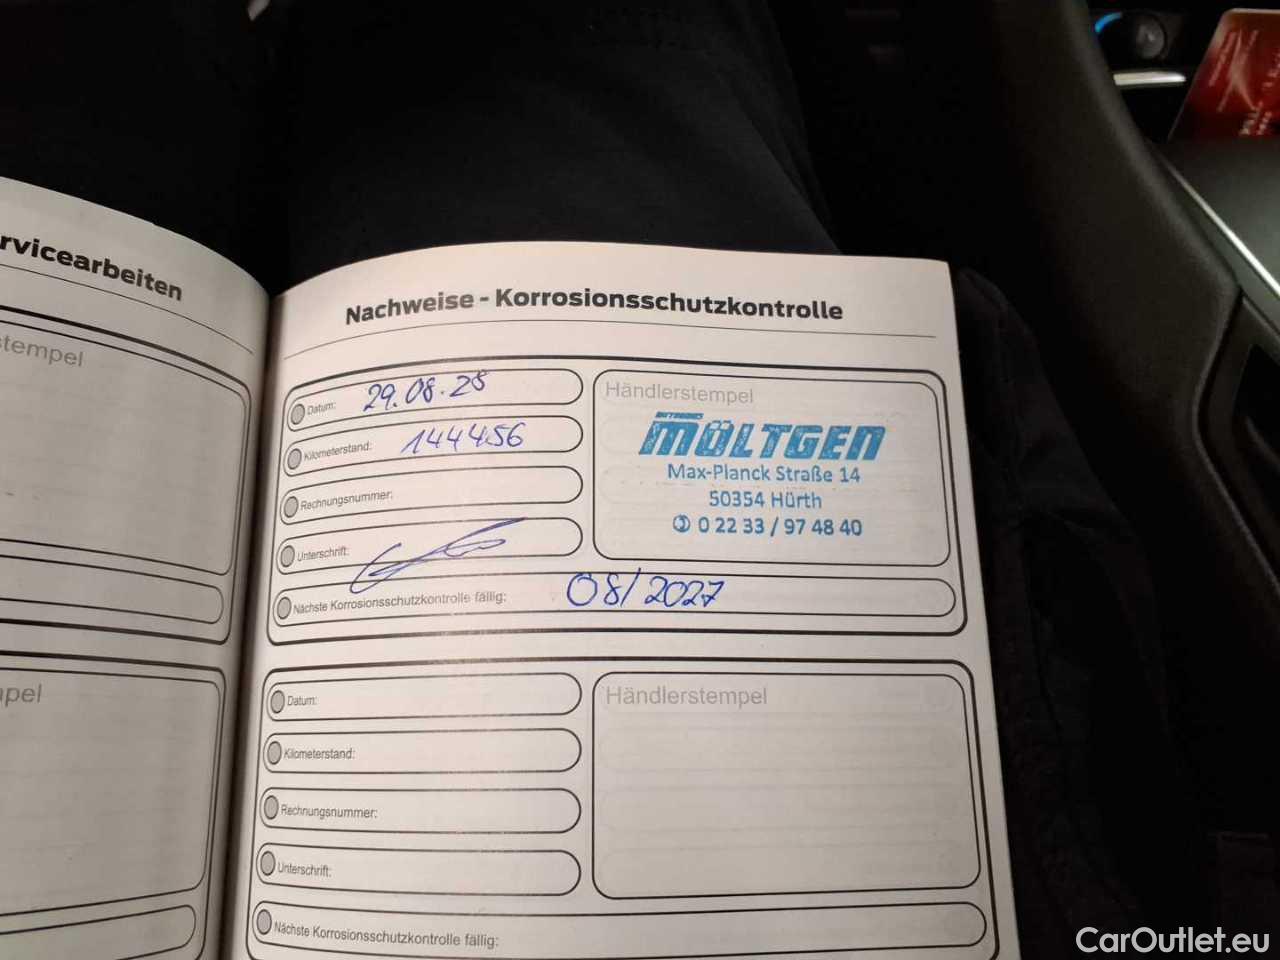 rvicearbeiten
stempel
pel
Nachweise - Korrosionsschutzkontrolle
Datum: 29.08.25
Kilometerstand: 144456
Rechnungsnummer:
Unterschrift:
Nächste Korrosionsschutzkontrolle fällig: 08/2027
Händlerstempel
AUTOHAUS
MÖLTGEN
Max-Planck Straße 14
50354 Hürth
0 22 33 / 97 48 40
Datum:
Kilometerstand:
Rechnungsnummer:
Unterschrift:
Nächste Korrosionsschutzkontrolle fällig:
Händlerstempel
CarOutlet.eu